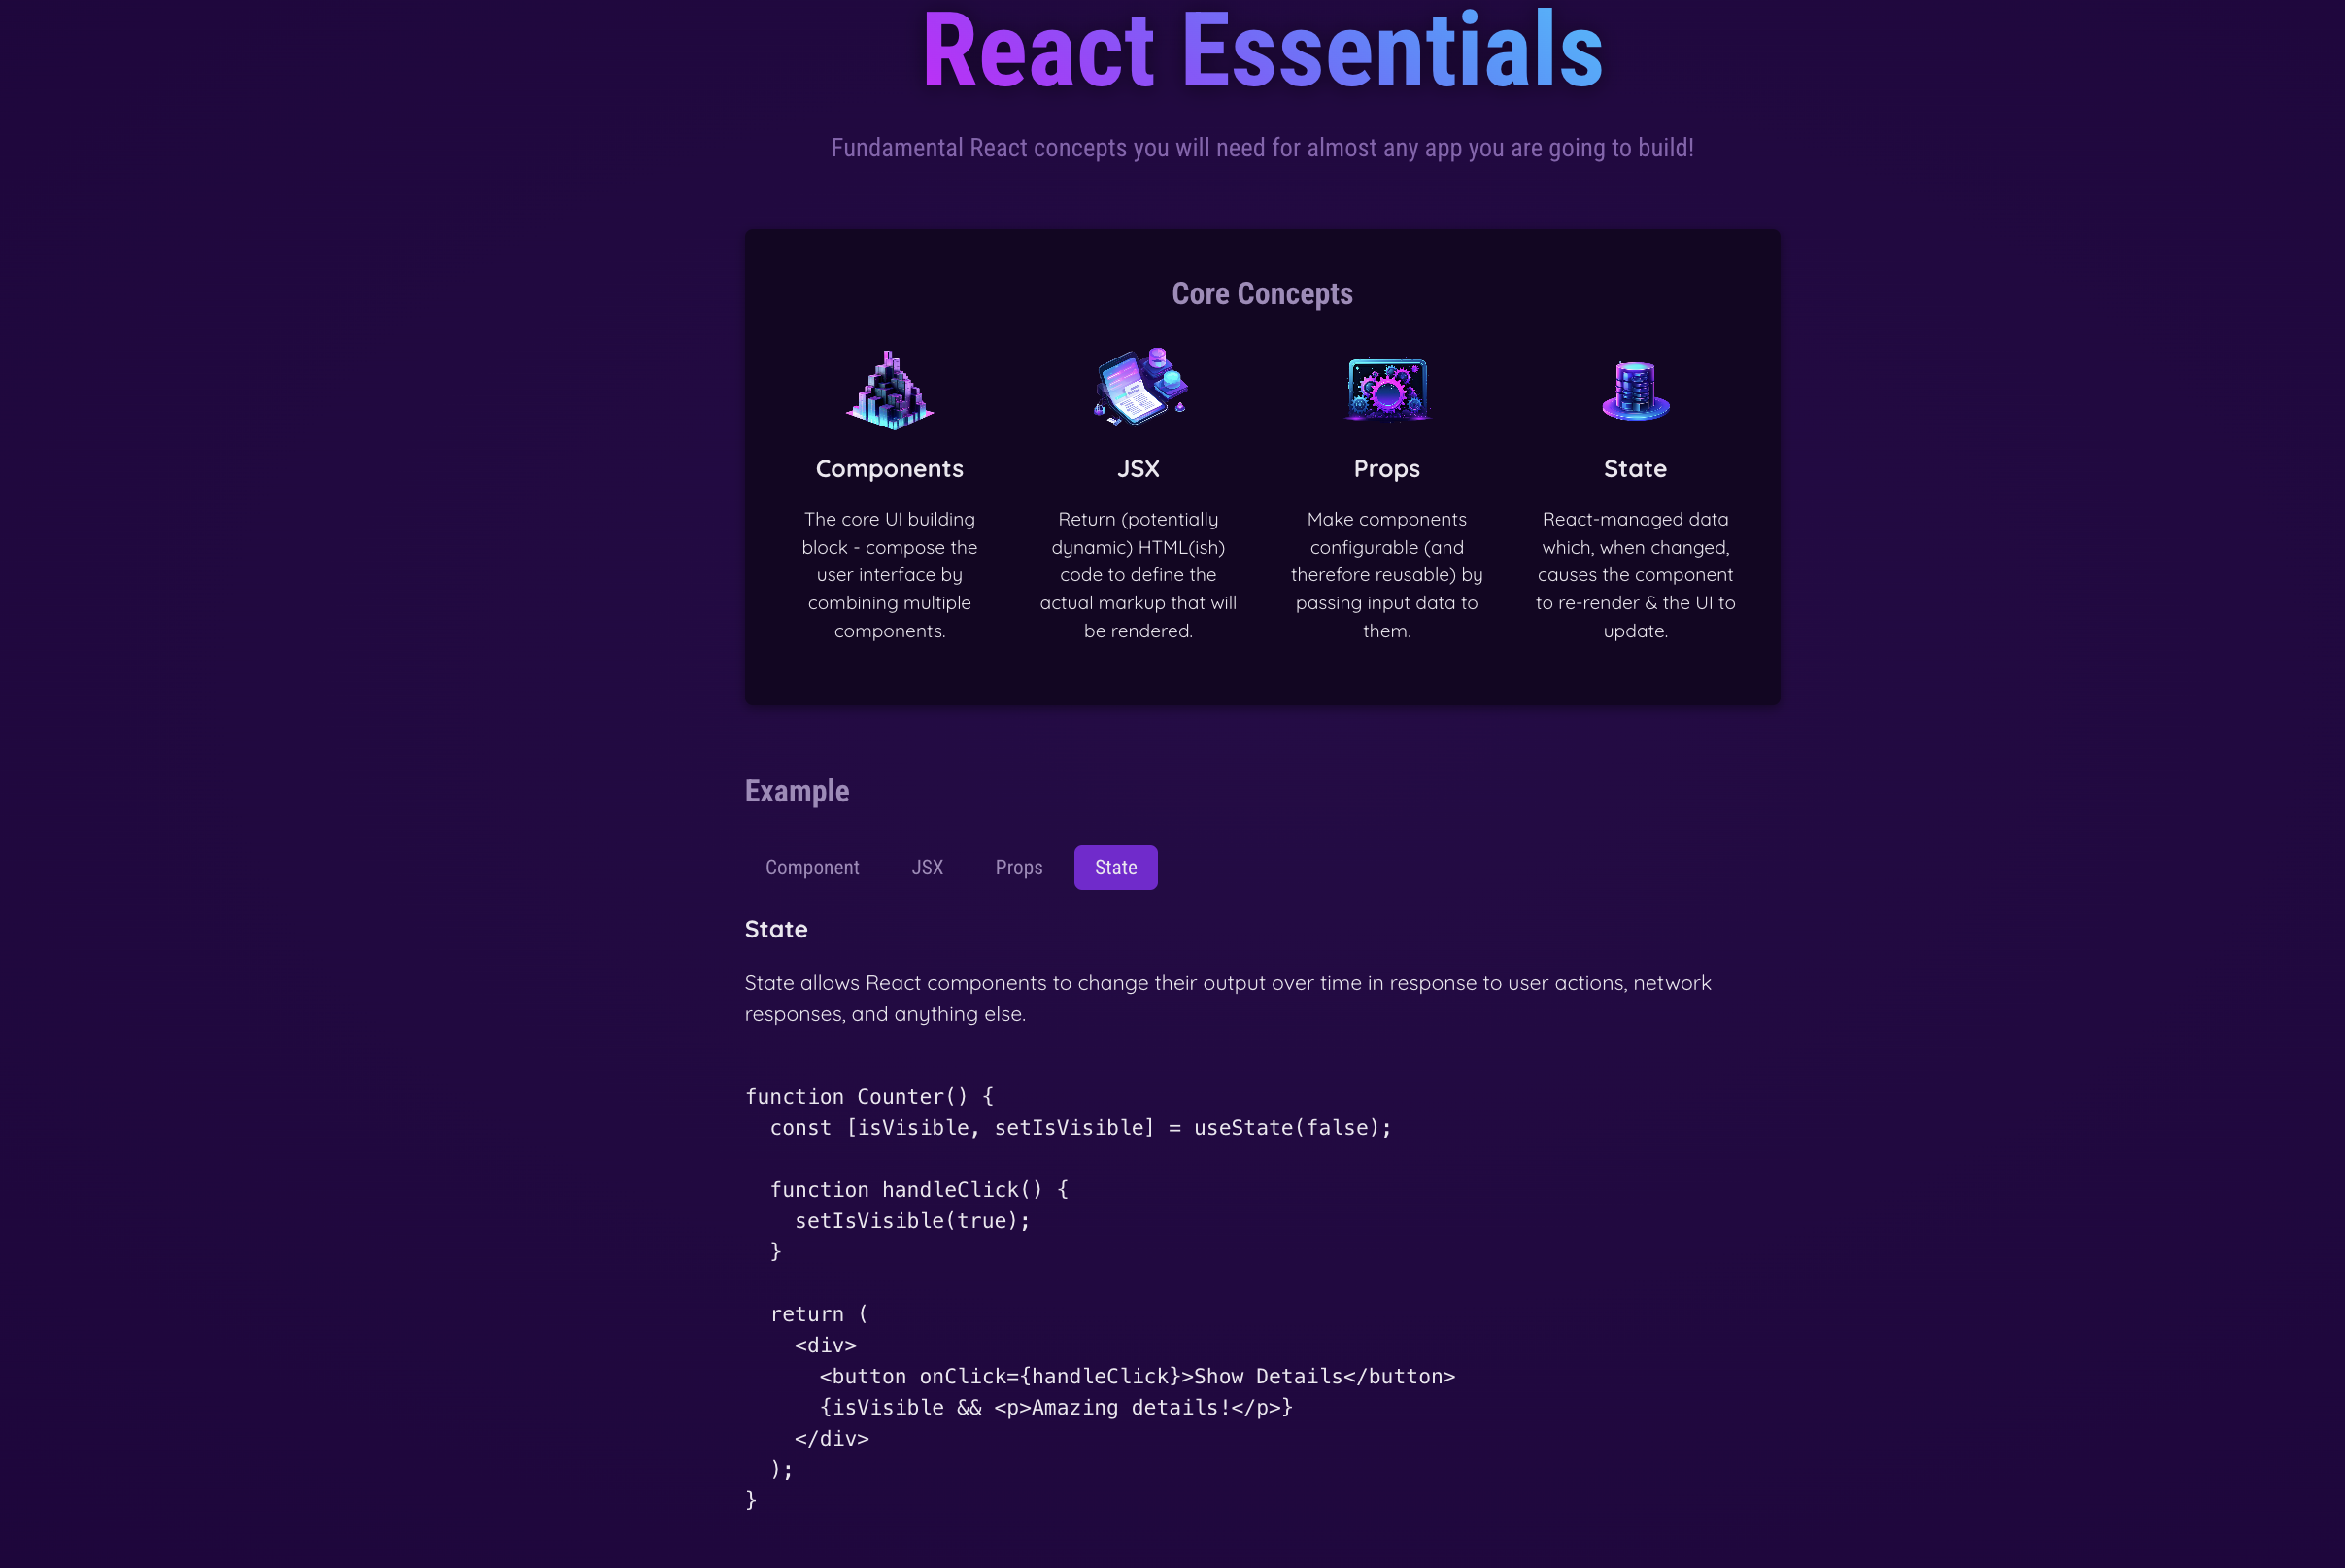 React Essentials
Fundamental React concepts you will need for almost any app you are going to build!
Core Concepts
Components
The core UI building
block - compose the
user interface by
combining multiple
components.
JSX
Return (potentially
dynamic) HTML(ish)
code to define the
actual markup that will
be rendered.
Props
Make components
configurable (and
therefore reusable) by
passing input data to
them.
State
React-managed data
which, when changed,
causes the component
to re-render & the UI to
update.
Example
Component JSX Props State
State
State allows React components to change their output over time in response to user actions, network
responses, and anything else.
function Counter() {
  const [isVisible, setIsVisible] = useState(false);
  function handleClick() {
    setIsVisible(true);
  }
  return (
    <div>
      <button onClick={handleClick}>Show Details</button>
      {isVisible && <p>Amazing details!</p>}
    </div>
  );
}